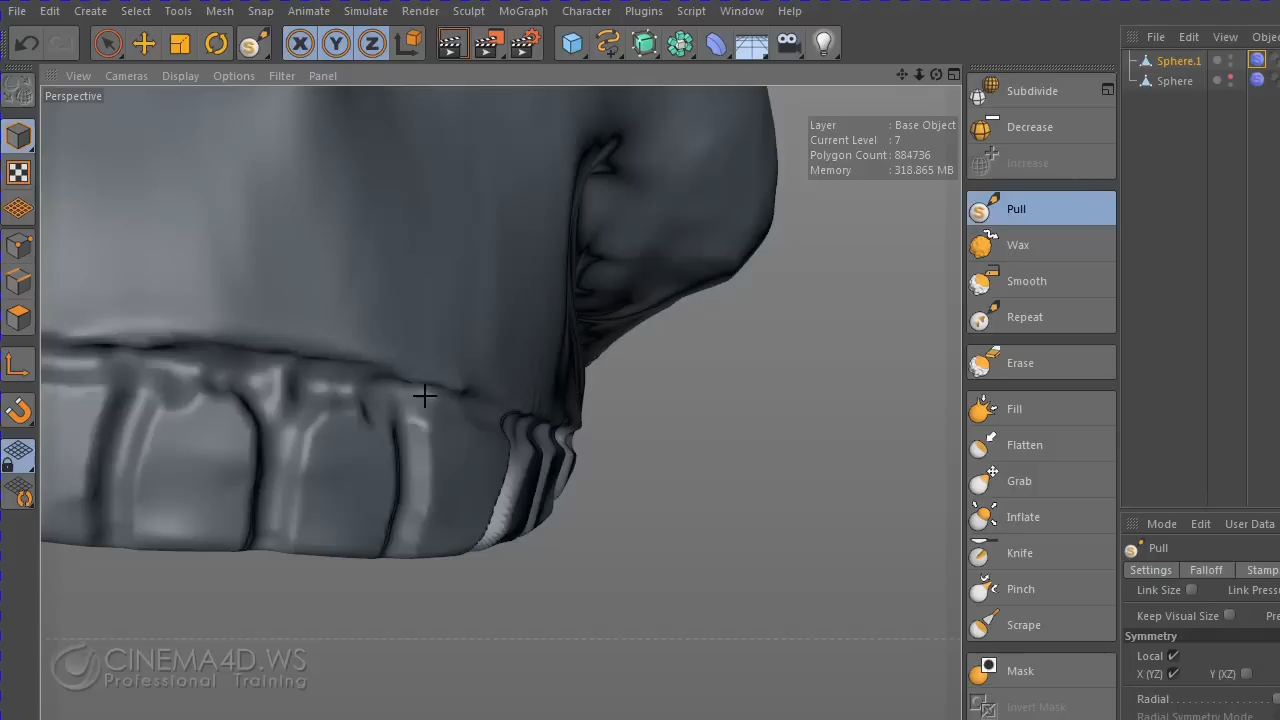 File Edit Create Select Tools Mesh Snap Animate Simulate Render Sculpt MoGraph Character Plugins Script Window Help
File Edit View Objec
View Cameras Display Options Filter Panel
Perspective
Layer : Base Object
Current Level : 7
Polygon Count : 884736
Memory : 318.865 MB
Sphere.1
Sphere
Subdivide
Decrease
Increase
Pull
Wax
Smooth
Repeat
Erase
Fill
Flatten
Grab
Inflate
Knife
Pinch
Scrape
Mask
Invert Mask
Mode Edit User Data
Pull
Settings Falloff Stamp
Link Size Link Press
Keep Visual Size Pre
Symmetry
Local
X (YZ) Y (XZ)
Radial
Radial Symmetry Mode
CINEMA4D.WS
Professional Training